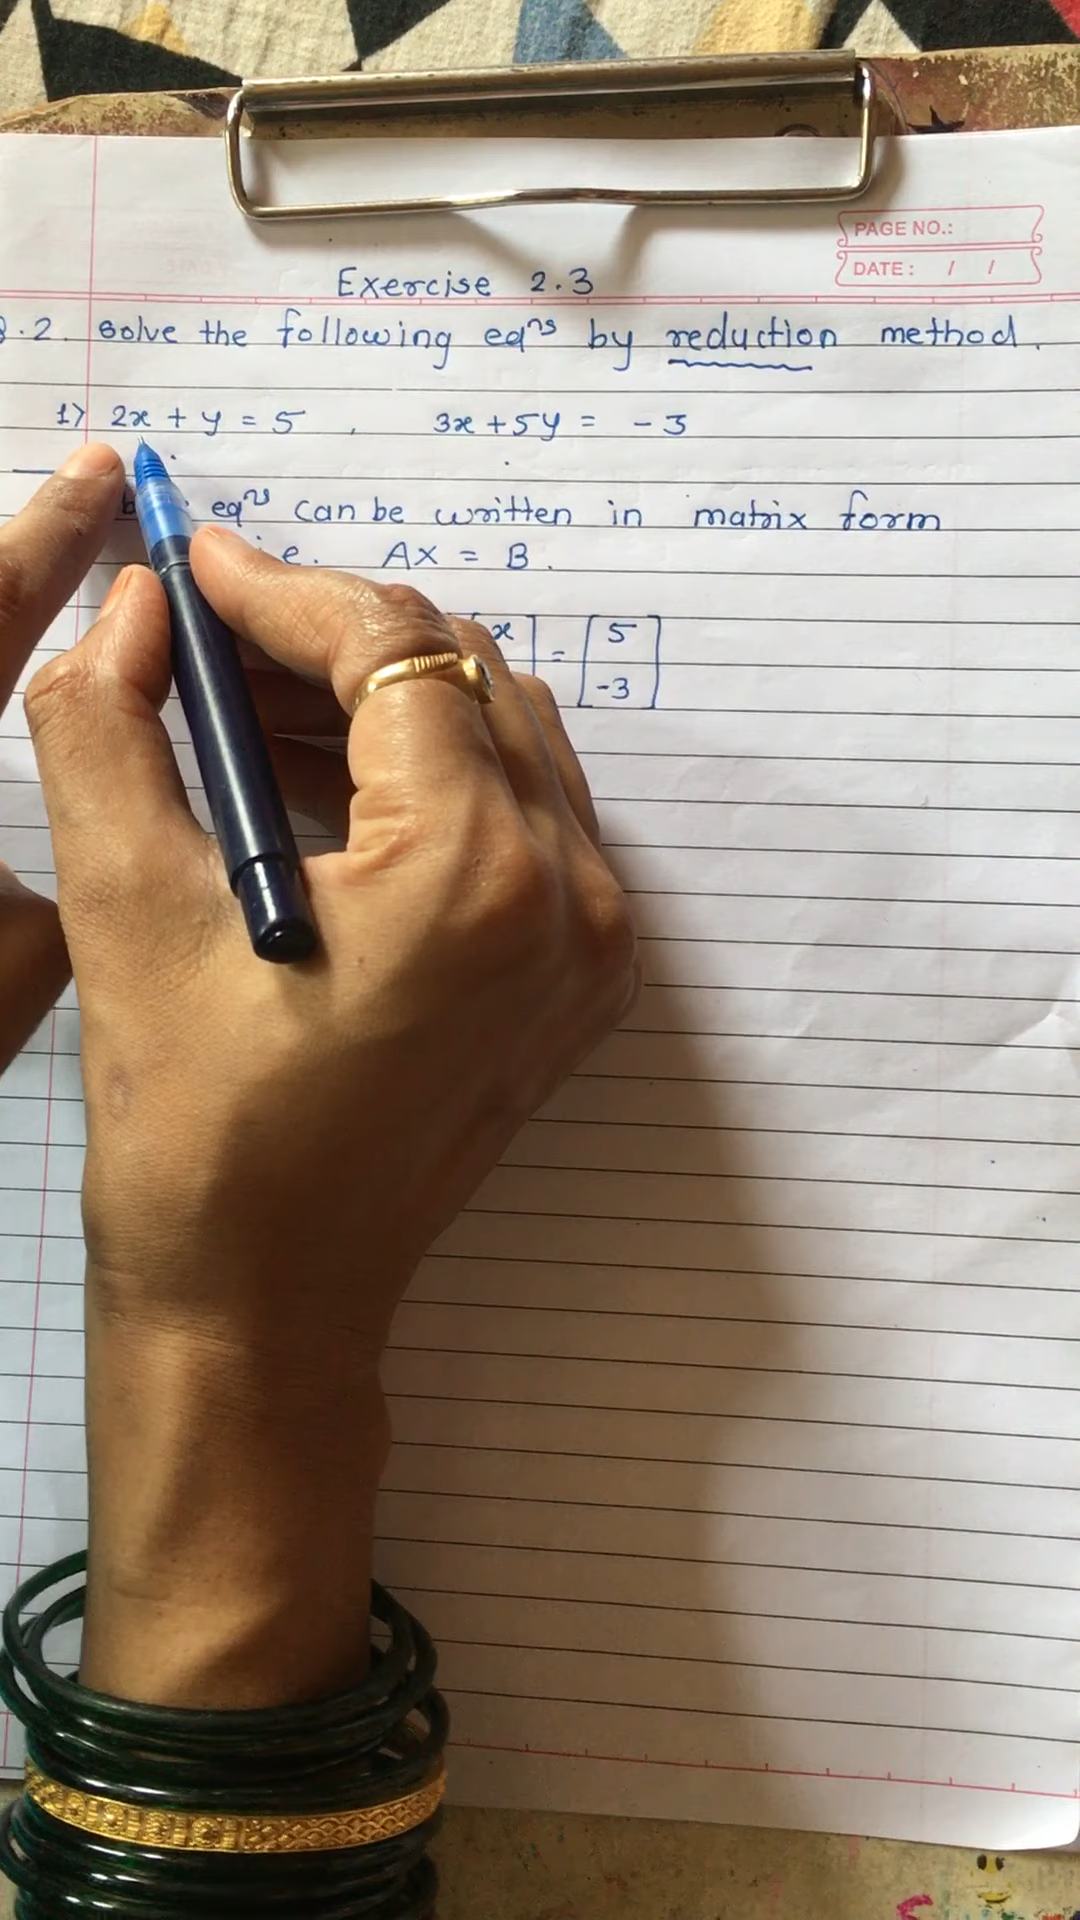 PAGE NO.:
DATE: / /
Exercise 2.3
.2. Solve the following eqⁿˢ by reduction method.
1) 2x + y = 5 , 3x + 5y = -3
eqⁿˢ can be written in matrix form
i.e. AX = B.
x = 5
-3